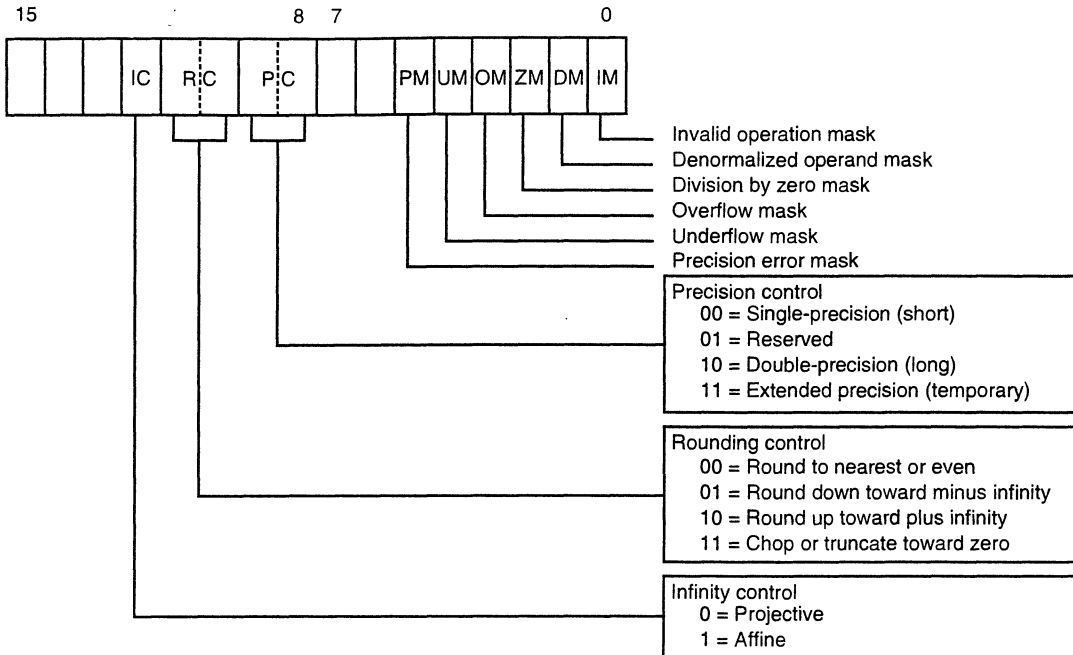 15 8 7 0
IC RC PC PM UM OM ZM DM IM
Invalid operation mask
Denormalized operand mask
Division by zero mask
Overflow mask
Underflow mask
Precision error mask
Precision control
00 = Single-precision (short)
01 = Reserved
10 = Double-precision (long)
11 = Extended precision (temporary)
Rounding control
00 = Round to nearest or even
01 = Round down toward minus infinity
10 = Round up toward plus infinity
11 = Chop or truncate toward zero
Infinity control
0 = Projective
1 = Affine